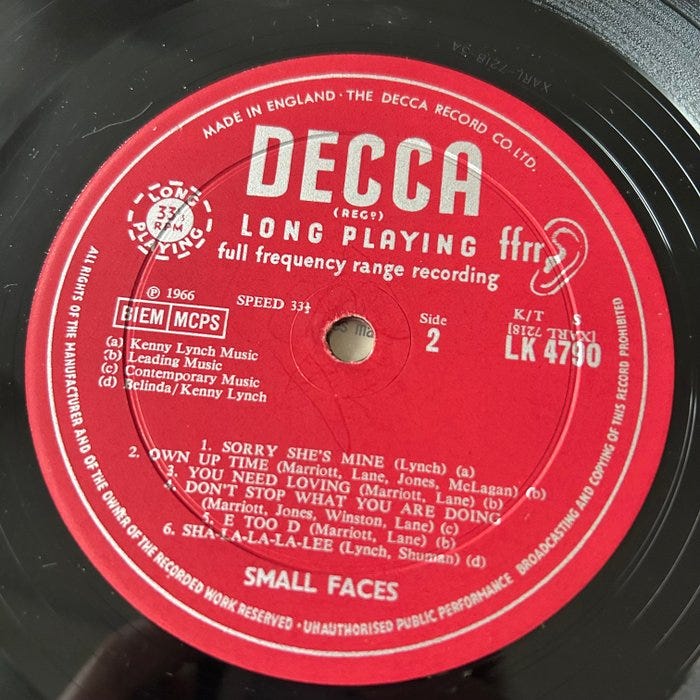 XARL-7218-3A
MADE IN ENGLAND · THE DECCA RECORD CO. LTD.
DECCA
(REGᴰ)
LONG PLAYING
full frequency range recording
ffrr
LONG
33⅓
RPM
PLAYING
℗ 1966
SPEED 33⅓
BIEM MCPS
(a) Kenny Lynch Music
(b) Leading Music
(c) Contemporary Music
(d) Belinda/Kenny Lynch
Side
2
K/T S
[XARL 7218]
LK 4790
1. SORRY SHE'S MINE (Lynch) (a)
2. OWN UP TIME (Marriott, Lane, Jones, McLagan) (b)
3. YOU NEED LOVING (Marriott, Lane) (b)
4. DON'T STOP WHAT YOU ARE DOING
(Marriott, Jones, Winston, Lane) (c)
5. E TOO D (Marriott, Lane) (b)
6. SHA-LA-LA-LA-LEE (Lynch, Shuman) (d)
SMALL FACES
ALL RIGHTS OF THE MANUFACTURER AND OF THE OWNER OF THE RECORDED WORK RESERVED · UNAUTHORISED PUBLIC PERFORMANCE BROADCASTING AND COPYING OF THIS RECORD PROHIBITED